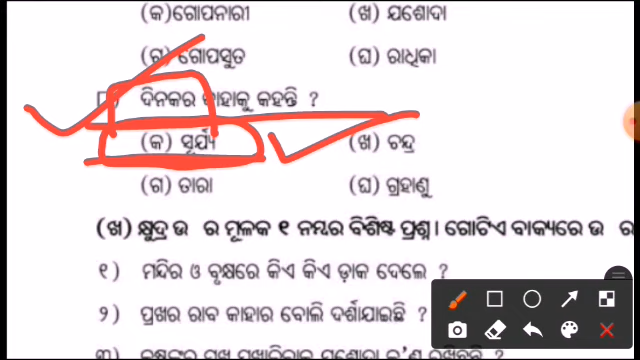 (କ)ଗୋପନାରୀ (ଖ) ଯଶୋଦା
(ଗ) ଗୋପସୁତ (ଘ) ରାଧିକା
ଦିନକର କାହାକୁ କହନ୍ତି ?
(କ) ସୂର୍ଯ୍ୟ (ଖ) ଚନ୍ଦ୍ର
(ଗ) ତାରା (ଘ) ଗ୍ରହାଣୁ
(ଖ) କ୍ଷୁଦ୍ର ଉ ର ମୂଳକ ୧ ନମ୍ବର ବିଶିଷ୍ଟ ପ୍ରଶ୍ନ । ଗୋଟିଏ ବାକ୍ୟରେ ଉ ର
୧) ମନ୍ଦିର ଓ ବୃକ୍ଷରେ କିଏ କିଏ ଡ଼ାକ ଦେଲେ ?
୨) ପ୍ରଖର ରାବ କାହାର ବୋଲି ଦର୍ଶାଯାଇଛି ?
୩)